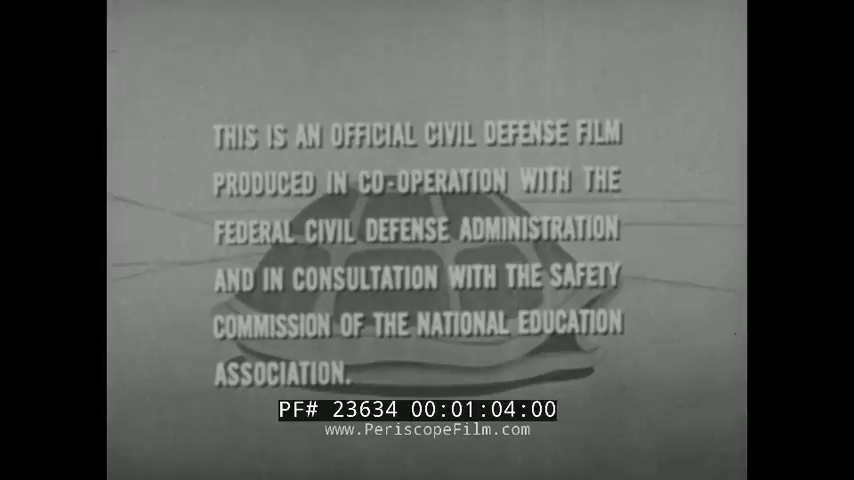 THIS IS AN OFFICIAL CIVIL DEFENSE FILM
PRODUCED IN CO-OPERATION WITH THE
FEDERAL CIVIL DEFENSE ADMINISTRATION
AND IN CONSULTATION WITH THE SAFETY
COMMISSION OF THE NATIONAL EDUCATION
ASSOCIATION.
PF# 23634 00:01:04:00
www.PeriscopeFilm.com